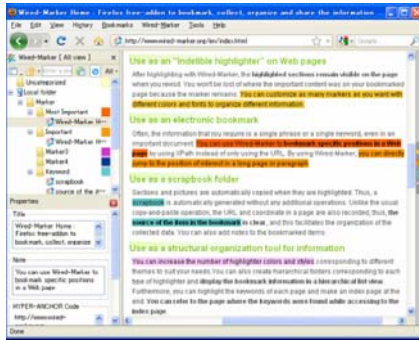 Wired-Marker Home - Firefox free-addon to bookmark, collect, organize and share the information
File Edit View History Bookmarks Wired-Marker Tools Help
http://www.wired-marker.org/en/index.html
Google
Wired-Marker [ All view ]
All
Uncategorized
Local folder
Marker
Most Important
Wired-Marker H
Important
Wired-Marker H
Marker3
Marker4
Keyword
scrapbook
source of the i
Properties
Title
Wired-Marker Home -
Firefox free-addon to
bookmark, collect, organize
Note
You can use Wired-Marker to
bookmark specific positions
in a Web page
HYPER-ANCHOR Code
http://www.wired-
Done
Use as an "Indelible highlighter" on Web pages
After highlighting with Wired-Marker, the highlighted sections remain visible on the page
when you revisit. You won't be lost of where the important content was on your bookmarked
page because the marker remains. You can customize as many markers as you want with
different colors and fonts to organize different information.
Use as an electronic bookmark
Often, the information that you require is a single phrase or a single keyword, even in an
important document. You can use Wired-Marker to bookmark specific positions in a Web
page by using XPath instead of only using the URL. By using Wired-Marker, you can directly
jump to the position of interest in a long page or paragraph.
Use as a scrapbook folder
Sections and pictures are automatically copied when they are highlighted. Thus, a
scrapbook is automatically generated without any additional operations. Unlike the usual
copy-and-paste operation, the URL and coordinate in a page are also recorded; thus, the
source of the item in the bookmark is clear, and this facilitates the organization of the
collected data. You can also add notes to the bookmarked items.
Use as a structural organization tool for information
You can increase the number of highlighter colors and styles corresponding to different
themes to suit your needs. You can also create hierarchical folders corresponding to each
type of highlighter and display the bookmark information in a hierarchical list view.
Furthermore, you can highlight the keywords of each page and make an index page at the
end. You can refer to the page where the keywords were found while accessing to the
index page.